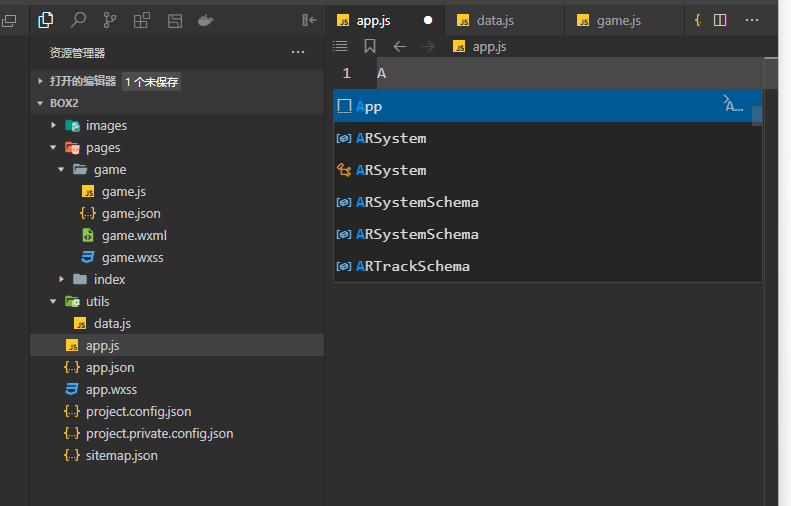 app.js
data.js
game.js
资源管理器
打开的编辑器 1 个未保存
BOX2
images
pages
game
game.js
game.json
game.wxml
game.wxss
index
utils
data.js
app.js
app.json
app.wxss
project.config.json
project.private.config.json
sitemap.json
app.js
1 A
App A...
ARSystem
ARSystem
ARSystemSchema
ARSystemSchema
ARTrackSchema